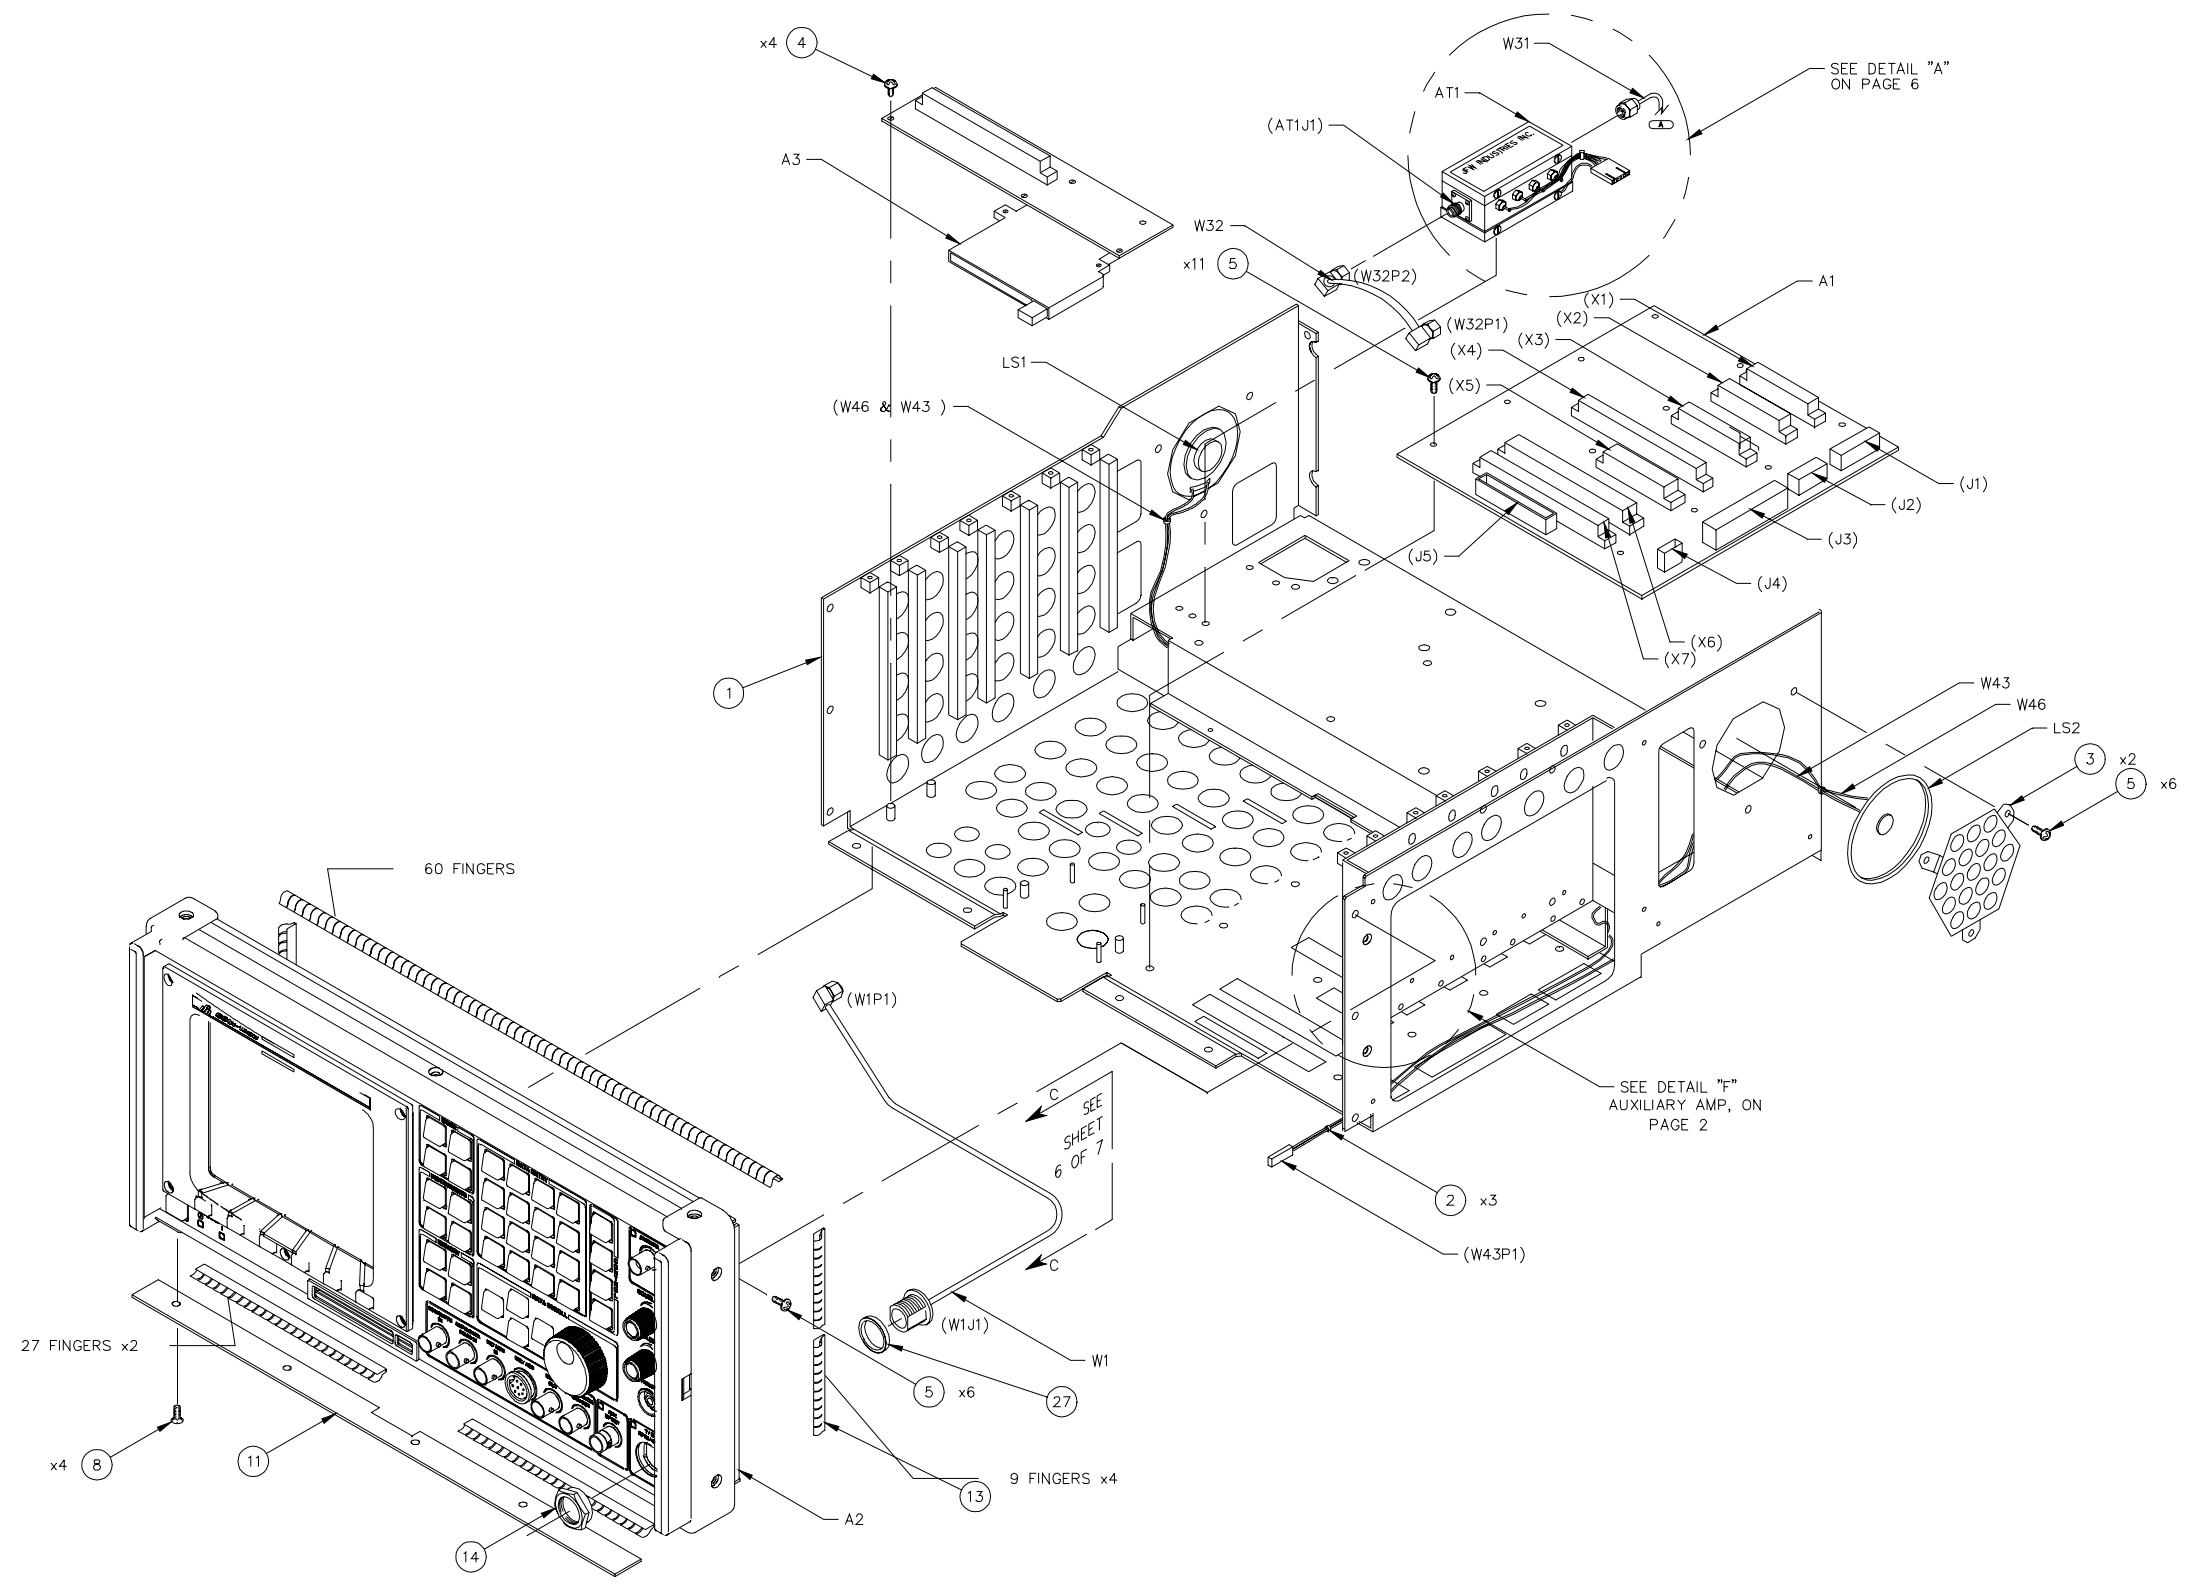 x4 4
W31
SEE DETAIL "A"
ON PAGE 6
AT1
(AT1J1)
JFW INDUSTRIES INC.
A
A3
W32
(W32P2)
x11 5
(W32P1)
A1
(X1)
(X2)
(X3)
(X4)
(X5)
LS1
(W46 & W43 )
(J1)
(J2)
(J3)
(J5)
(J4)
(X6)
(X7)
1
W43
W46
LS2
3 x2
5 x6
60 FINGERS
(W1P1)
C
SEE
SHEET
6 OF 7
C
SEE DETAIL "F"
AUXILIARY AMP, ON
PAGE 2
2 x3
(W43P1)
(W1J1)
W1
27 FINGERS x2
5 x6
27
x4 8
11
9 FINGERS x4
13
A2
14